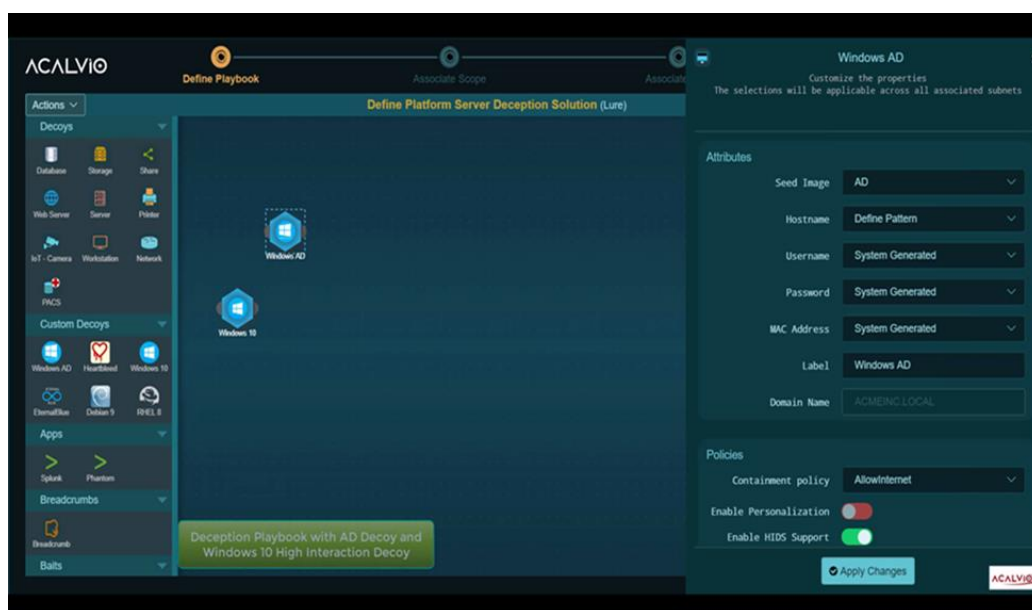 ACALVIO
Define Playbook
Associate Scope
Associate
Actions
Define Platform Server Deception Solution (Lure)
Decoys
Database
Storage
Share
Web Server
Server
Printer
IoT - Camera
Workstation
Network
PACS
Custom Decoys
Windows AD
Heartbleed
Windows 10
EternalBlue
Debian 9
RHEL 8
Apps
Splunk
Phantom
Breadcrumbs
Breadcrumb
Baits
Windows AD
Windows 10
Deception Playbook with AD Decoy and
Windows 10 High Interaction Decoy
Windows AD
Customize the properties
The selections will be applicable across all associated subnets
Attributes
Seed Image AD
Hostname Define Pattern
Username System Generated
Password System Generated
MAC Address System Generated
Label Windows AD
Domain Name ACMEINC.LOCAL
Policies
Containment policy AllowInternet
Enable Personalization
Enable HIDS Support
Apply Changes
ACALVIO